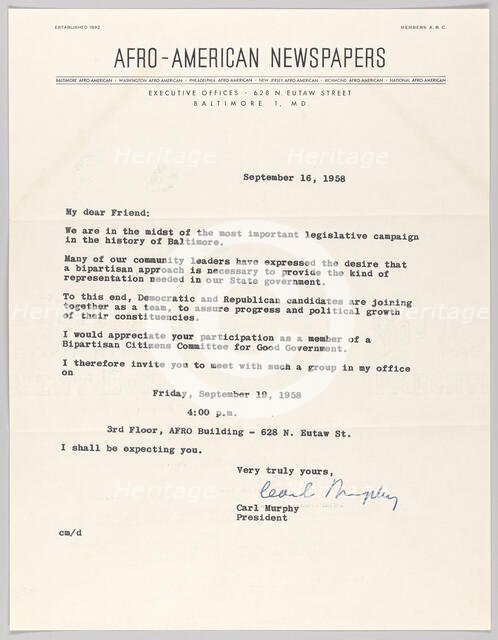 ESTABLISHED 1892
MEMBERS A. B. C.
AFRO-AMERICAN NEWSPAPERS
BALTIMORE AFRO-AMERICAN · WASHINGTON AFRO-AMERICAN · PHILADELPHIA AFRO-AMERICAN · NEW JERSEY AFRO-AMERICAN · RICHMOND AFRO-AMERICAN · NATIONAL AFRO-AMERICAN
EXECUTIVE OFFICES · 628 N. EUTAW STREET
BALTIMORE 1, MD.
Heritage Heritage
September 16, 1958
My dear Friend:
We are in the midst of the most important legislative campaign
in the history of Baltimore.
Many of our community leaders have expressed the desire that
a bipartisan approach is necessary to provide the kind of
representation needed in our State government.
To this end, Democratic and Republican candidates are joining
together as a team, to assure progress and political growth
of their constituencies.
Heritage Heritage
I would appreciate your participation as a member of a
Bipartisan Citizens Committee for Good Government.
I therefore invite you to meet with such a group in my office
on
Friday, September 19, 1958
4:00 p.m.
3rd Floor, AFRO Building - 628 N. Eutaw St.
I shall be expecting you.
Very truly yours,
Heritage Heritage
Carl Murphy
Carl Murphy
President
cm/d